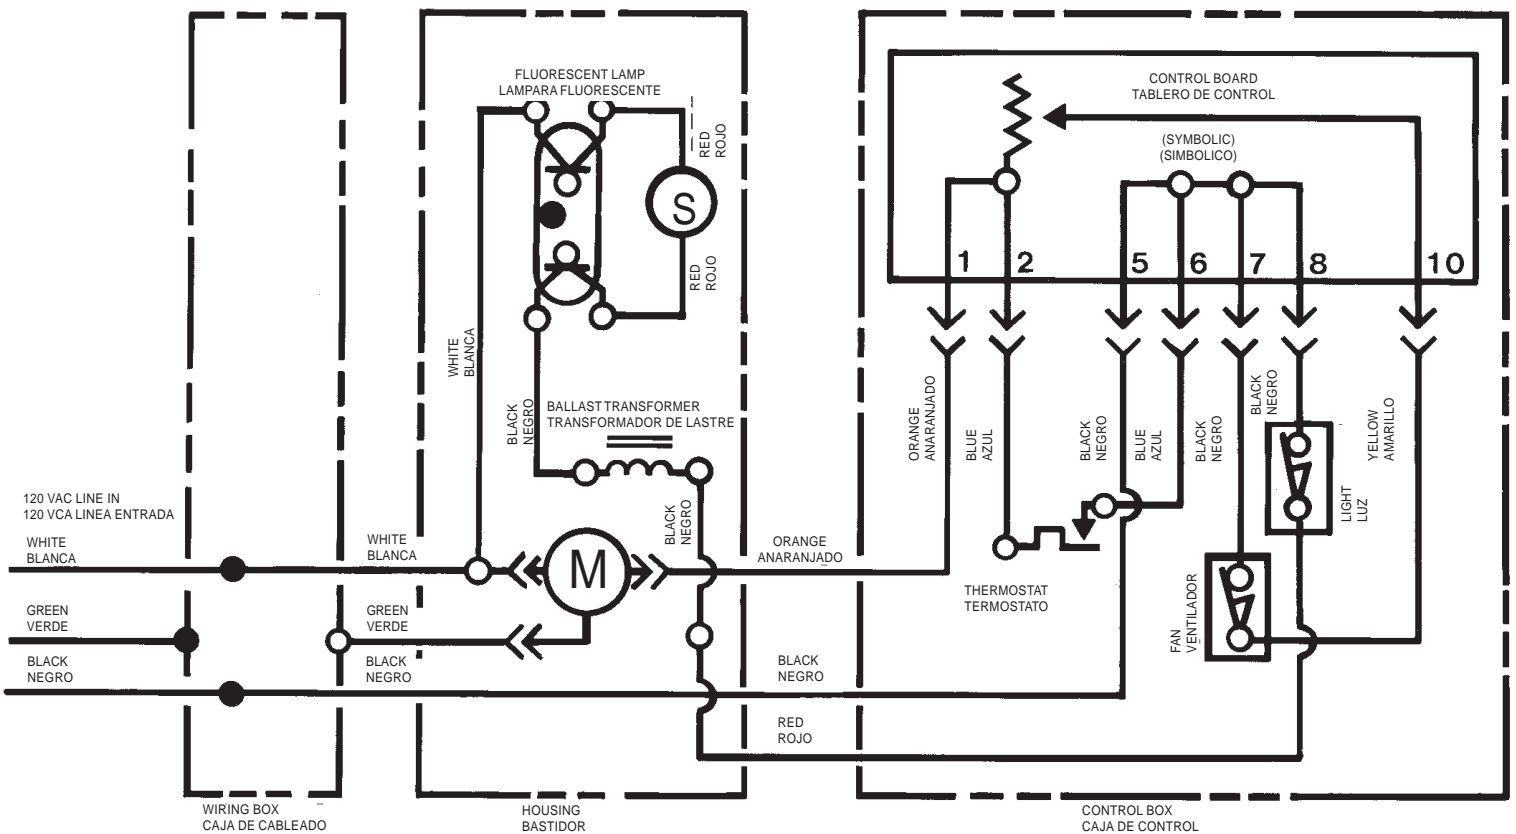 FLUORESCENT LAMP
LAMPARA FLUORESCENTE
RED
ROJO
S
RED
ROJO
WHITE
BLANCA
BLACK
NEGRO
BALLAST TRANSFORMER
TRANSFORMADOR DE LASTRE
BLACK
NEGRO
CONTROL BOARD
TABLERO DE CONTROL
(SYMBOLIC)
(SIMBOLICO)
1
2
5
6
7
8
10
ORANGE
ANARANJADO
BLUE
AZUL
BLACK
NEGRO
BLUE
AZUL
BLACK
NEGRO
BLACK
NEGRO
YELLOW
AMARILLO
LIGHT
LUZ
120 VAC LINE IN
120 VCA LINEA ENTRADA
WHITE
BLANCA
WHITE
BLANCA
M
ORANGE
ANARANJADO
THERMOSTAT
TERMOSTATO
FAN
VENTILADOR
GREEN
VERDE
GREEN
VERDE
BLACK
NEGRO
BLACK
NEGRO
BLACK
NEGRO
RED
ROJO
WIRING BOX
CAJA DE CABLEADO
HOUSING
BASTIDOR
CONTROL BOX
CAJA DE CONTROL